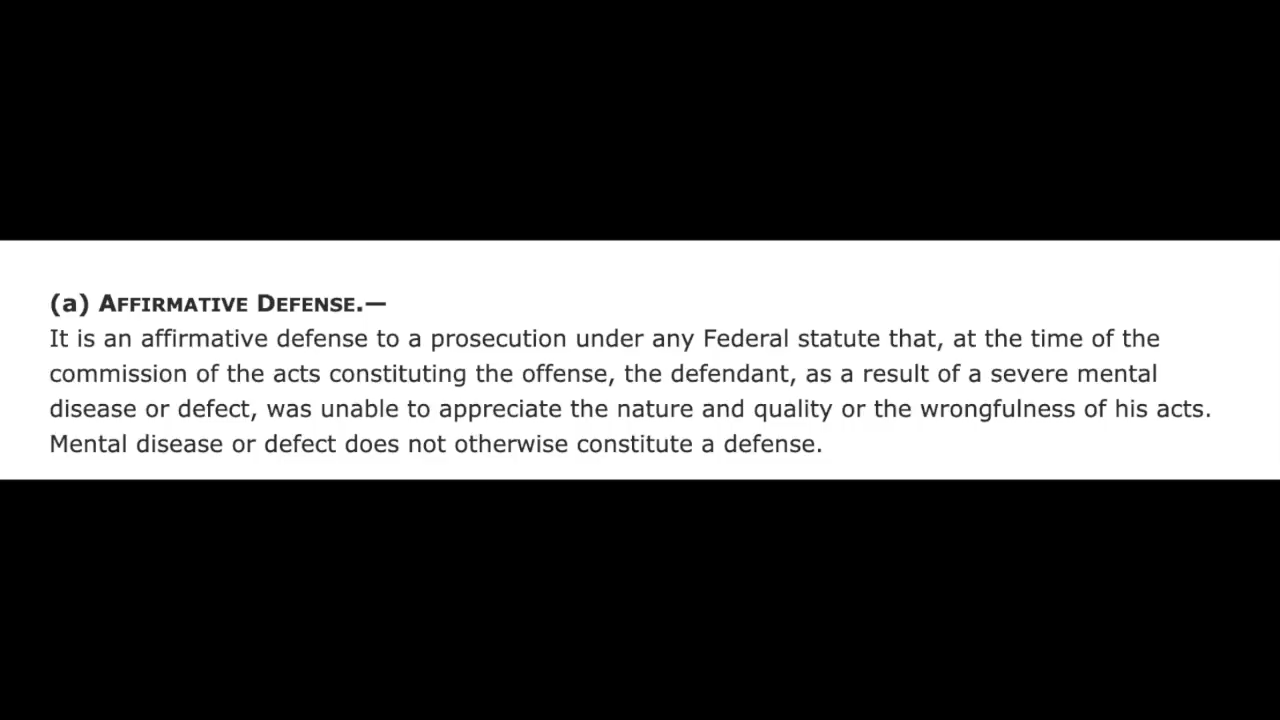 (a) AFFIRMATIVE DEFENSE.—
It is an affirmative defense to a prosecution under any Federal statute that, at the time of the
commission of the acts constituting the offense, the defendant, as a result of a severe mental
disease or defect, was unable to appreciate the nature and quality or the wrongfulness of his acts.
Mental disease or defect does not otherwise constitute a defense.